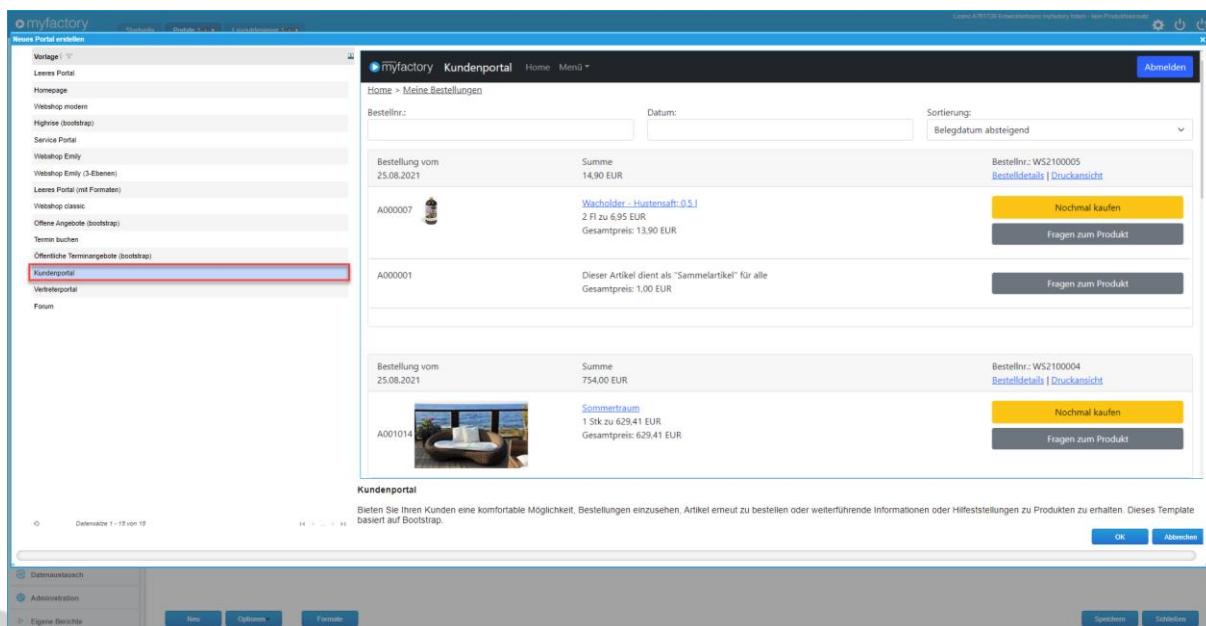 myfactory
Startseite Portale
Neues Portal erstellen
Vorlage
Leeres Portal
Homepage
Webshop modern
Highrise (bootstrap)
Service Portal
Webshop Emily
Webshop Emily (3-Ebenen)
Leeres Portal (mit Formaten)
Webshop classic
Offene Angebote (bootstrap)
Termin buchen
Öffentliche Terminangebote (bootstrap)
Kundenportal
Vertreterportal
Forum
Datensätze 1 - 15 von 15
myfactory Kundenportal Home Menü Abmelden
Home > Meine Bestellungen
Bestellnr.: Datum: Sortierung:
Belegdatum absteigend
Bestellung vom Summe Bestellnr.: WS2100005
25.08.2021 14,90 EUR Bestelldetails | Druckansicht
A000007 Wacholder - Hustensaft; 0,5 l
2 Fl zu 6,95 EUR
Gesamtpreis: 13,90 EUR
Nochmal kaufen
Fragen zum Produkt
A000001 Dieser Artikel dient als "Sammelartikel" für alle
Gesamtpreis: 1,00 EUR
Fragen zum Produkt
Bestellung vom Summe Bestellnr.: WS2100004
25.08.2021 754,00 EUR Bestelldetails | Druckansicht
A001014 Sommertraum
1 Stk zu 629,41 EUR
Gesamtpreis: 629,41 EUR
Nochmal kaufen
Fragen zum Produkt
Kundenportal
Bieten Sie Ihren Kunden eine komfortable Möglichkeit, Bestellungen einzusehen, Artikel erneut zu bestellen oder weiterführende Informationen oder Hilfestellungen zu Produkten zu erhalten. Dieses Template
basiert auf Bootstrap.
OK Abbrechen
Datenaustausch
Administration
Eigene Berichte
Neu Optionen Formate Speichern Schließen